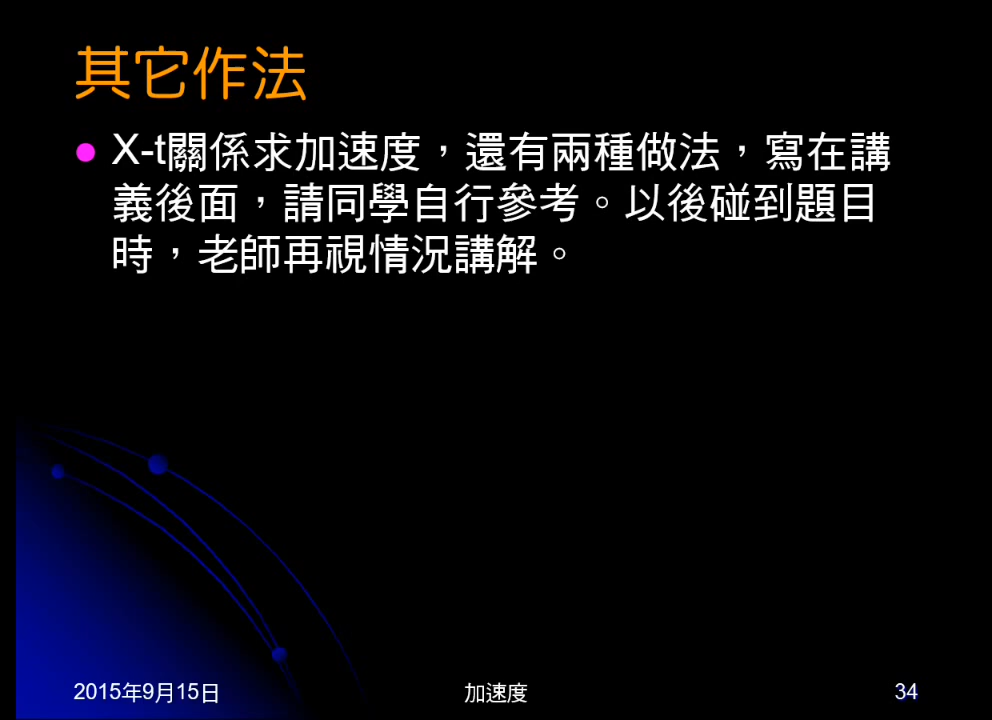 其它作法
X-t關係求加速度，還有兩種做法，寫在講
義後面，請同學自行參考。以後碰到題目
時，老師再視情況講解。
2015年9月15日
加速度
34